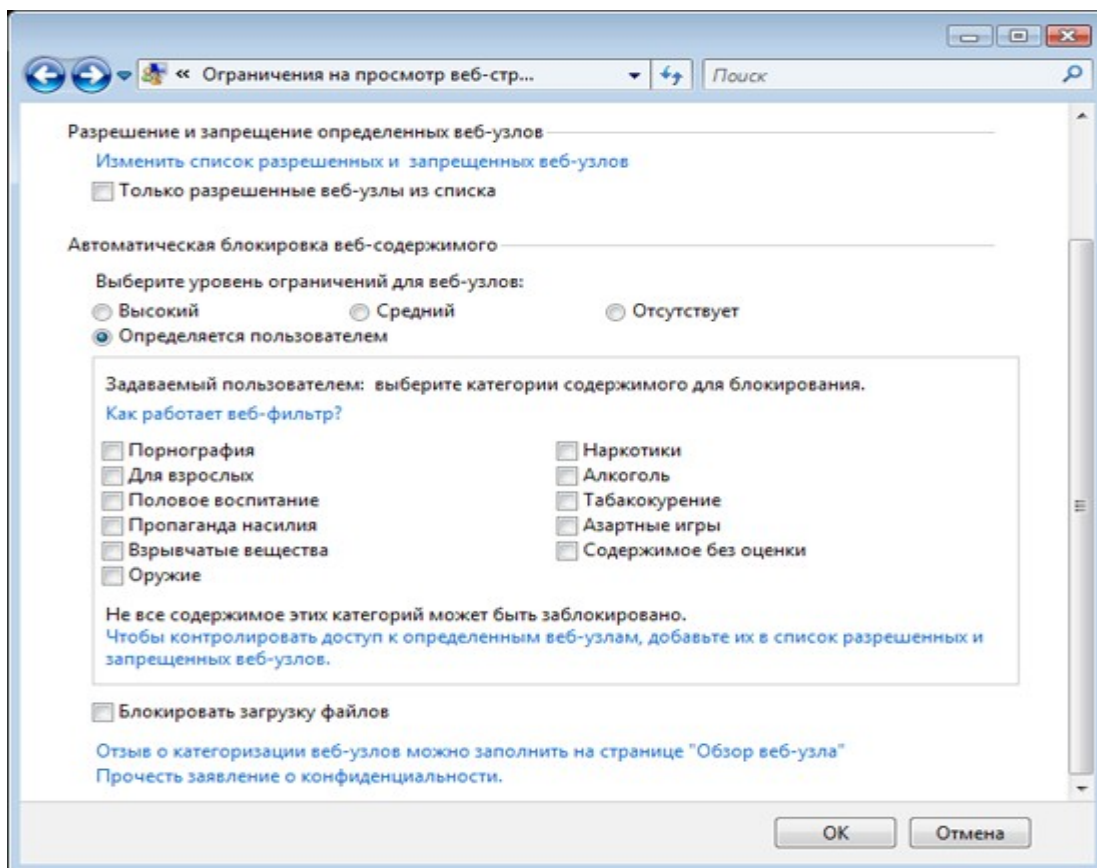 « Ограничения на просмотр веб-стр...
Поиск
Разрешение и запрещение определенных веб-узлов
Изменить список разрешенных и запрещенных веб-узлов
Только разрешенные веб-узлы из списка
Автоматическая блокировка веб-содержимого
Выберите уровень ограничений для веб-узлов:
Высокий Средний Отсутствует
Определяется пользователем
Задаваемый пользователем: выберите категории содержимого для блокирования.
Как работает веб-фильтр?
Порнография Наркотики
Для взрослых Алкоголь
Половое воспитание Табакокурение
Пропаганда насилия Азартные игры
Взрывчатые вещества Содержимое без оценки
Оружие
Не все содержимое этих категорий может быть заблокировано.
Чтобы контролировать доступ к определенным веб-узлам, добавьте их в список разрешенных и
запрещенных веб-узлов.
Блокировать загрузку файлов
Отзыв о категоризации веб-узлов можно заполнить на странице "Обзор веб-узла"
Прочесть заявление о конфиденциальности.
ОК Отмена